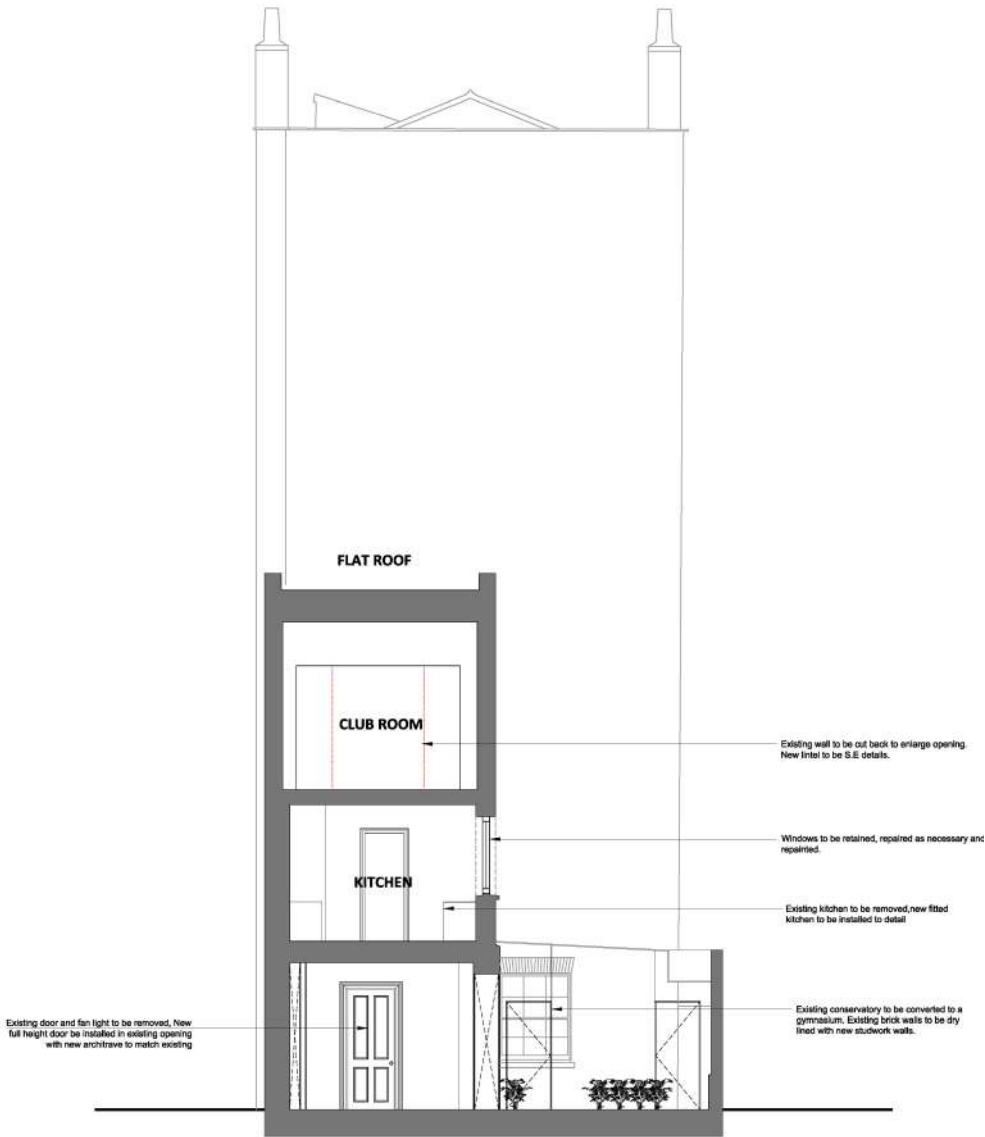 FLAT ROOF
CLUB ROOM
Existing wall to be cut back to enlarge opening.
New lintel to be S.E details.
Windows to be retained, repaired as necessary and
repainted.
KITCHEN
Existing kitchen to be removed,new fitted
kitchen to be installed to detail
Existing door and fan light to be removed, New
full height door be installed in existing opening
with new architrave to match existing
Existing conservatory to be converted to a
gymnasium. Existing brick walls to be dry
lined with new studwork walls.